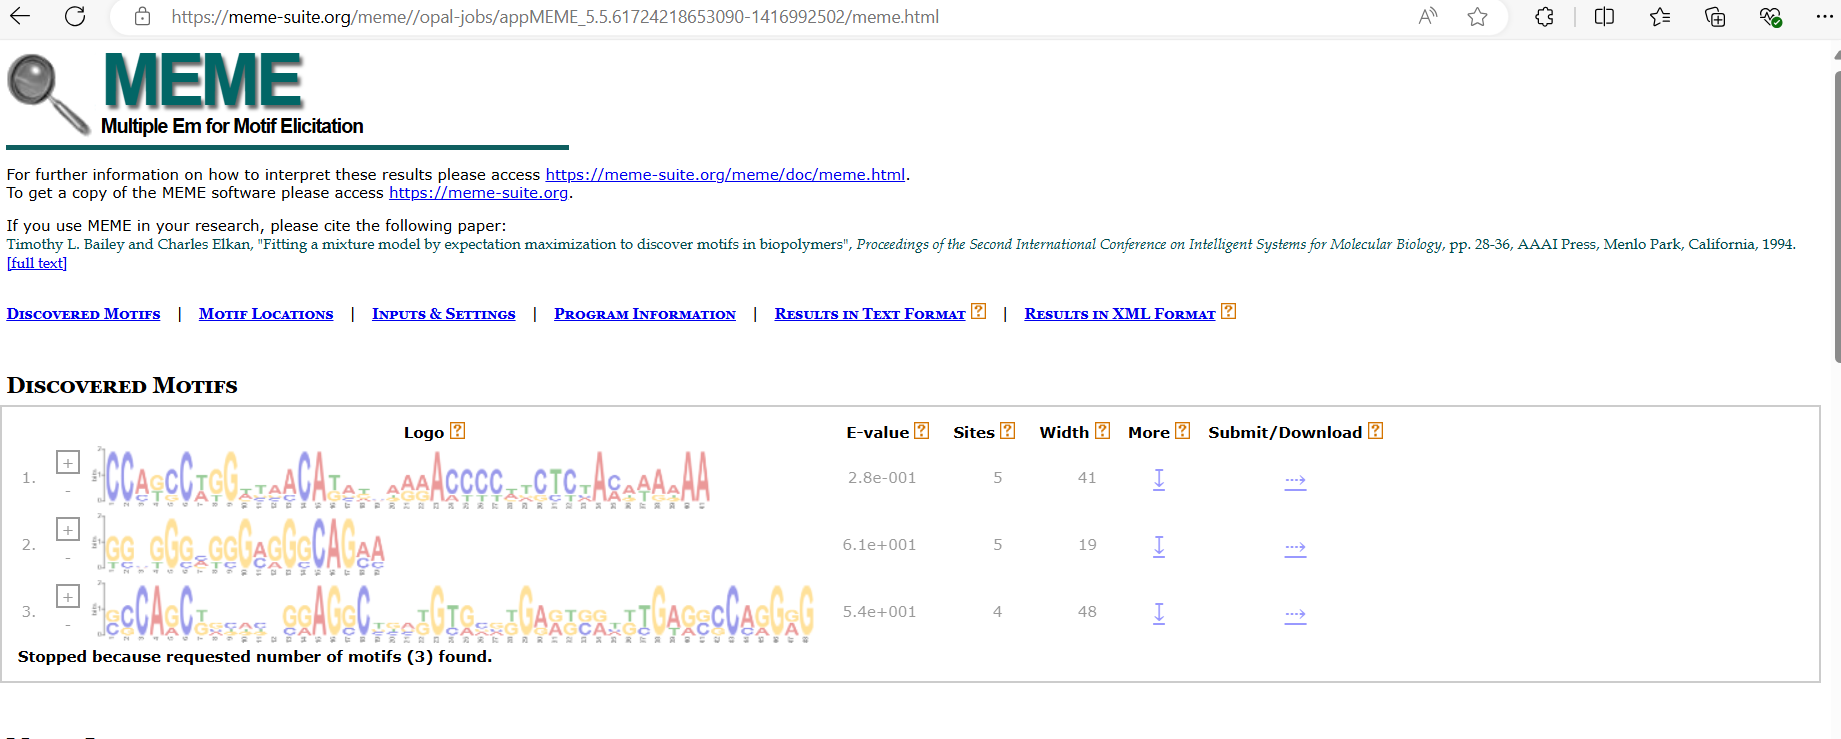 https://meme-suite.org/meme//opal-jobs/appMEME_5.5.61724218653090-1416992502/meme.html
MEME
Multiple Em for Motif Elicitation
For further information on how to interpret these results please access https://meme-suite.org/meme/doc/meme.html.
To get a copy of the MEME software please access https://meme-suite.org.
If you use MEME in your research, please cite the following paper:
Timothy L. Bailey and Charles Elkan, "Fitting a mixture model by expectation maximization to discover motifs in biopolymers", Proceedings of the Second International Conference on Intelligent Systems for Molecular Biology, pp. 28-36, AAAI Press, Menlo Park, California, 1994.
[full text]
Discovered Motifs | Motif Locations | Inputs & Settings | Program Information | Results in Text Format ? | Results in XML Format ?
Discovered Motifs
Logo ? E-value ? Sites ? Width ? More ? Submit/Download ?
1. + - 2.8e-001 5 41
2. + - 6.1e+001 5 19
3. + - 5.4e+001 4 48
Stopped because requested number of motifs (3) found.